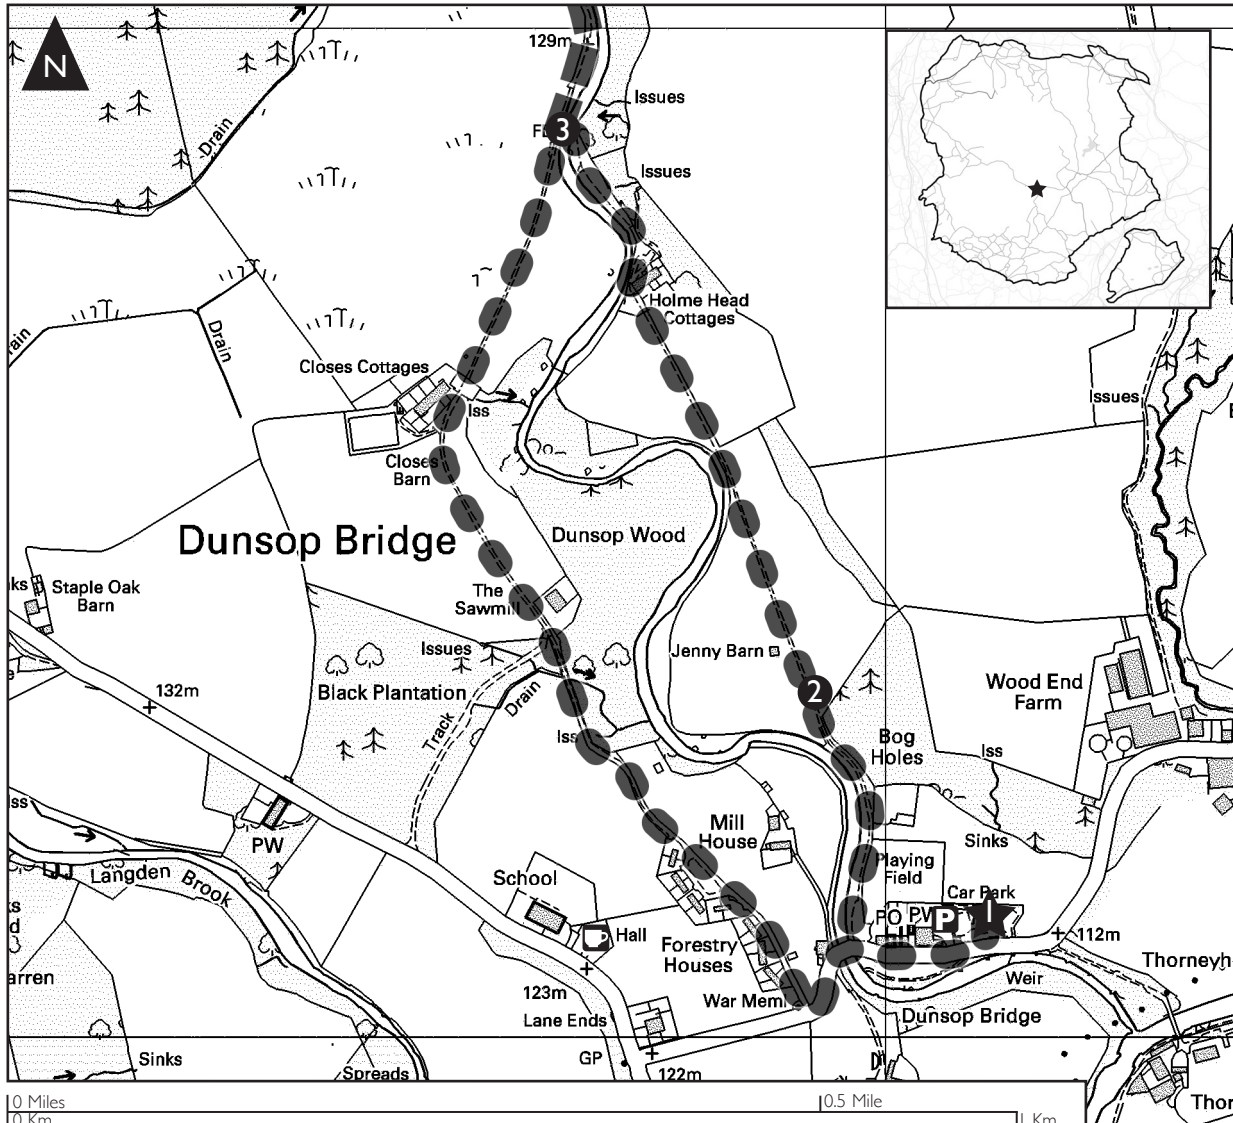 N
129m
Issues
FB
3
Drain
Issues
Holme Head
Cottages
Drain
Closes Cottages
Issues
Iss
Closes
Barn
Dunsop Bridge
Dunsop Wood
Staple Oak
Barn
The
Sawmill
Issues
Jenny Barn
132m
Black Plantation
Drain
Track
2
Wood End
Farm
Iss
Bog
Holes
Iss
Mill
House
Sinks
PW
Langden Brook
School
Playing
Field
Car Park
PO
PW
P
1
Hall
112m
Forestry
Houses
Thorneyh
Weir
123m
War Meml
Lane Ends
Dunsop Bridge
Sinks
GP
122m
Spreads
Thor
0 Miles
0.5 Mile
0 Km
1 Km